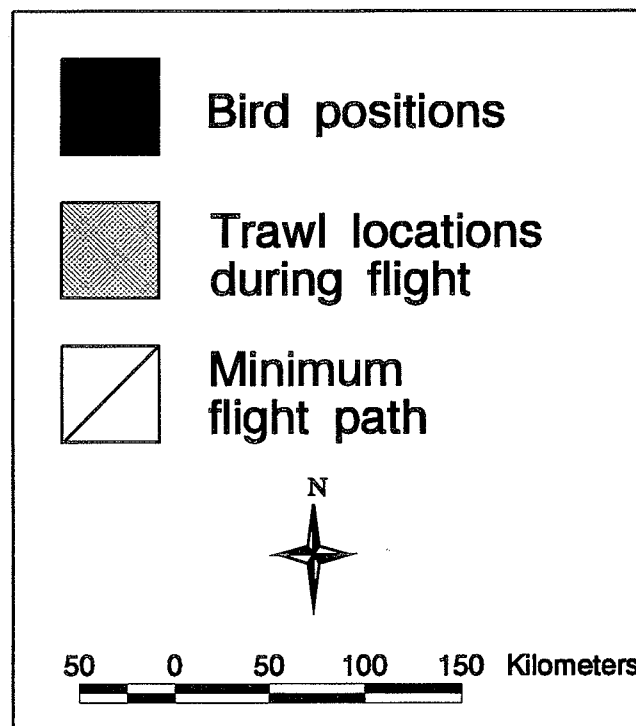 Bird positions
Trawl locations
during flight
Minimum
flight path
N
50 0 50 100 150 Kilometers